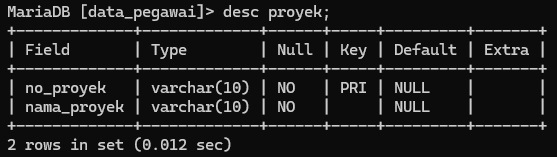 MariaDB [data_pegawai]> desc proyek;
+-------------+-------------+------+-----+---------+-------+
| Field       | Type        | Null | Key | Default | Extra |
+-------------+-------------+------+-----+---------+-------+
| no_proyek   | varchar(10) | NO   | PRI | NULL    |       |
| nama_proyek | varchar(10) | NO   |     | NULL    |       |
+-------------+-------------+------+-----+---------+-------+
2 rows in set (0.012 sec)